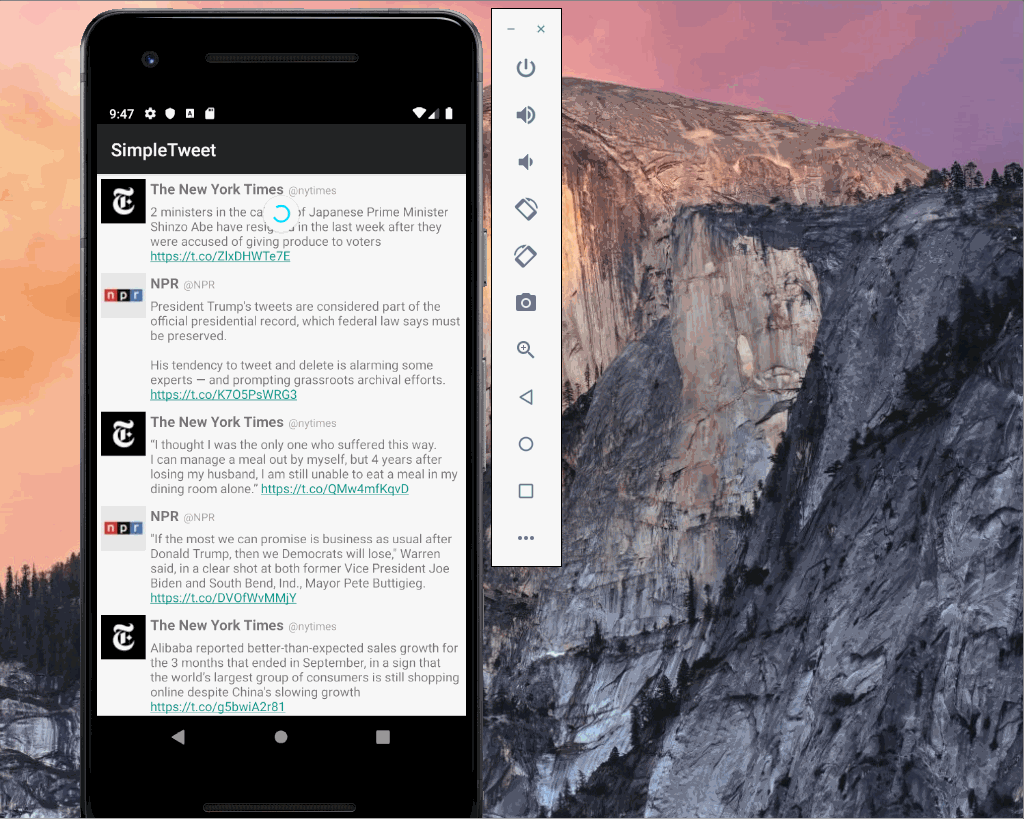 9:47
SimpleTweet
The New York Times @nytimes
2 ministers in the ca of Japanese Prime Minister
Shinzo Abe have resigned in the last week after they
were accused of giving produce to voters
https://t.co/ZIxDHWTe7E
npr
NPR @NPR
President Trump's tweets are considered part of the
official presidential record, which federal law says must
be preserved.
His tendency to tweet and delete is alarming some
experts — and prompting grassroots archival efforts.
https://t.co/K7O5PsWRG3
The New York Times @nytimes
“I thought I was the only one who suffered this way.
I can manage a meal out by myself, but 4 years after
losing my husband, I am still unable to eat a meal in my
dining room alone.” https://t.co/QMw4mfKqvD
npr
NPR @NPR
"If the most we can promise is business as usual after
Donald Trump, then we Democrats will lose," Warren
said, in a clear shot at both former Vice President Joe
Biden and South Bend, Ind., Mayor Pete Buttigieg.
https://t.co/DVOfWvMMjY
The New York Times @nytimes
Alibaba reported better-than-expected sales growth for
the 3 months that ended in September, in a sign that
the world's largest group of consumers is still shopping
online despite China's slowing growth
https://t.co/g5bwiA2r81